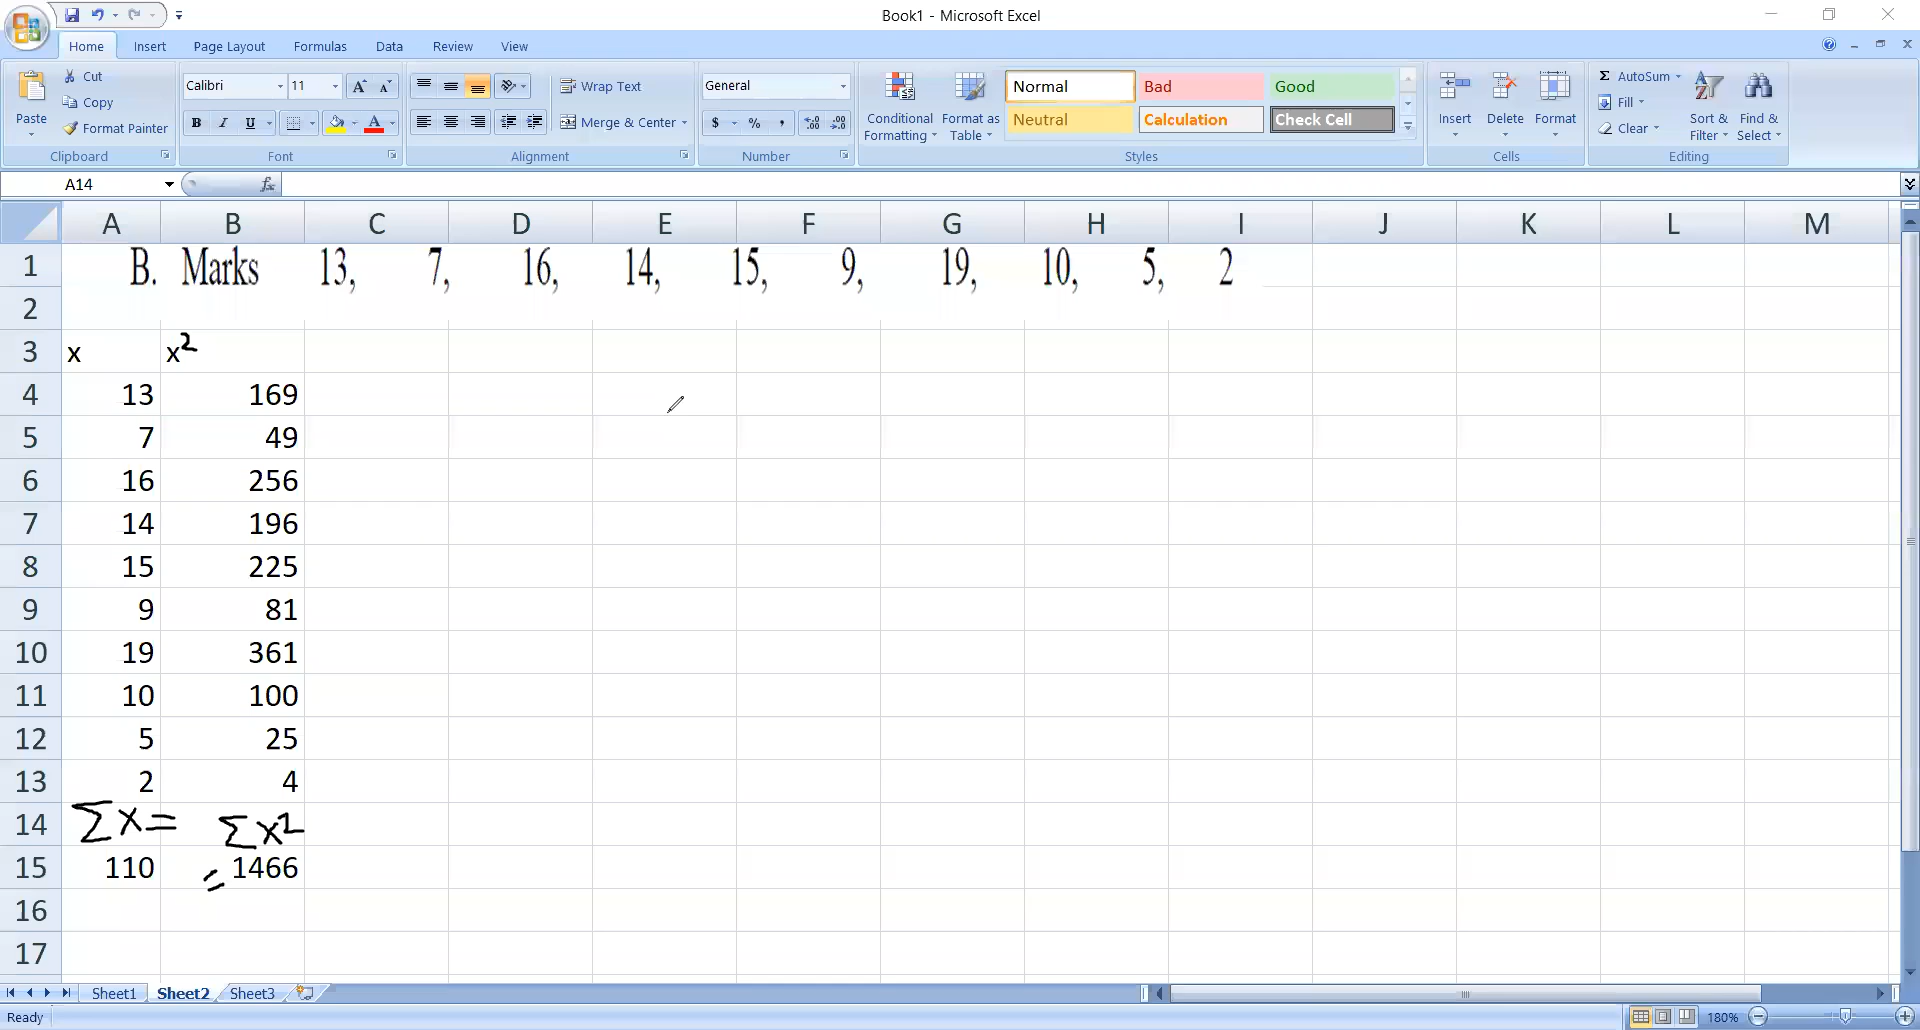 Book1 - Microsoft Excel
Home Insert Page Layout Formulas Data Review View
Paste
Cut
Copy
Format Painter
Clipboard
Calibri 11 A A
B I U A
Font
Wrap Text
Merge & Center
Alignment
General
$ % , .00 .00
Number
Conditional Formatting
Format as Table
Normal Bad Good
Neutral Calculation Check Cell
Styles
Insert Delete Format
Cells
Σ AutoSum
Fill
Clear
Sort & Filter
Find & Select
Editing
A14 fx
A B C D E F G H I J K L M
1 B. Marks 13, 7, 16, 14, 15, 9, 19, 10, 5, 2
2
3 x x²
4 13 169
5 7 49
6 16 256
7 14 196
8 15 225
9 9 81
10 19 361
11 10 100
12 5 25
13 2 4
14 Σx= Σx²
15 110 =1466
16
17
Sheet1 Sheet2 Sheet3
Ready 180%